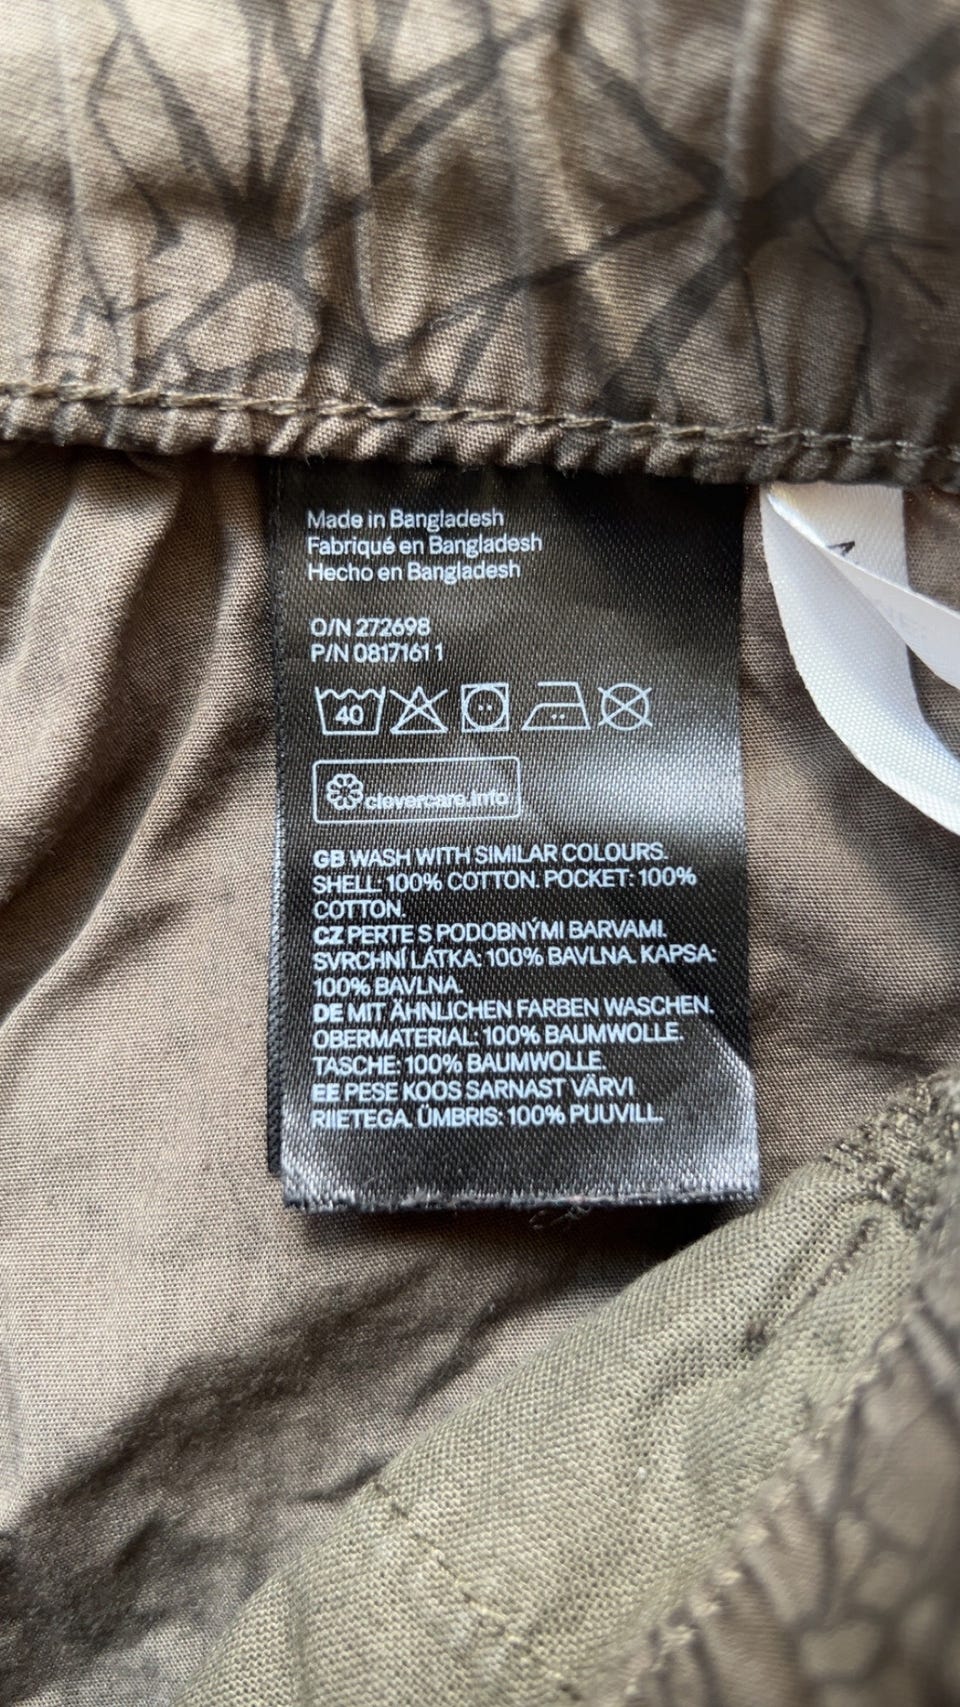 Made in Bangladesh
Fabriqué en Bangladesh
Hecho en Bangladesh
O/N 272698
P/N 0817161 1
40
clevercare.info
GB WASH WITH SIMILAR COLOURS.
SHELL: 100% COTTON. POCKET: 100%
COTTON.
CZ PERTE S PODOBNÝMI BARVAMI.
SVRCHNÍ LÁTKA: 100% BAVLNA. KAPSA:
100% BAVLNA.
DE MIT ÄHNLICHEN FARBEN WASCHEN.
OBERMATERIAL: 100% BAUMWOLLE.
TASCHE: 100% BAUMWOLLE.
EE PESE KOOS SARNAST VÄRVI
RIIETEGA. ÜMBRIS: 100% PUUVILL.